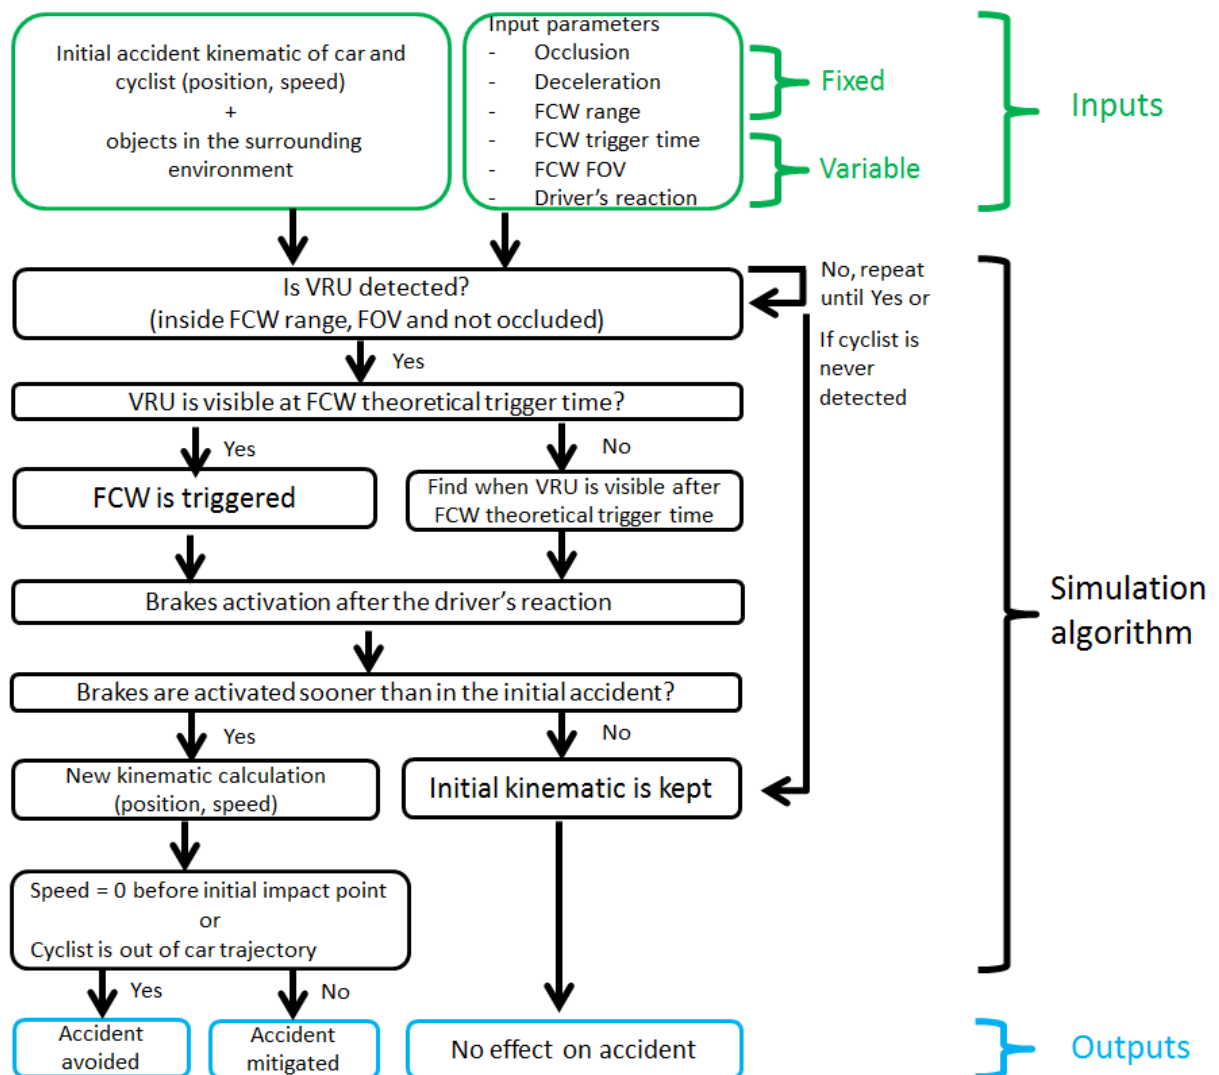 Initial accident kinematic of car and
cyclist (position, speed)
+
objects in the surrounding
environment
Input parameters
- Occlusion
- Deceleration
- FCW range
- FCW trigger time
- FCW FOV
- Driver's reaction
Fixed
Variable
Inputs
Is VRU detected?
(inside FCW range, FOV and not occluded)
No, repeat
until Yes or
If cyclist is
never
detected
Yes
VRU is visible at FCW theoretical trigger time?
Yes
No
FCW is triggered
Find when VRU is visible after
FCW theoretical trigger time
Brakes activation after the driver's reaction
Simulation
algorithm
Brakes are activated sooner than in the initial accident?
Yes
No
New kinematic calculation
(position, speed)
Initial kinematic is kept
Speed = 0 before initial impact point
or
Cyclist is out of car trajectory
Yes
No
Accident
avoided
Accident
mitigated
No effect on accident
Outputs